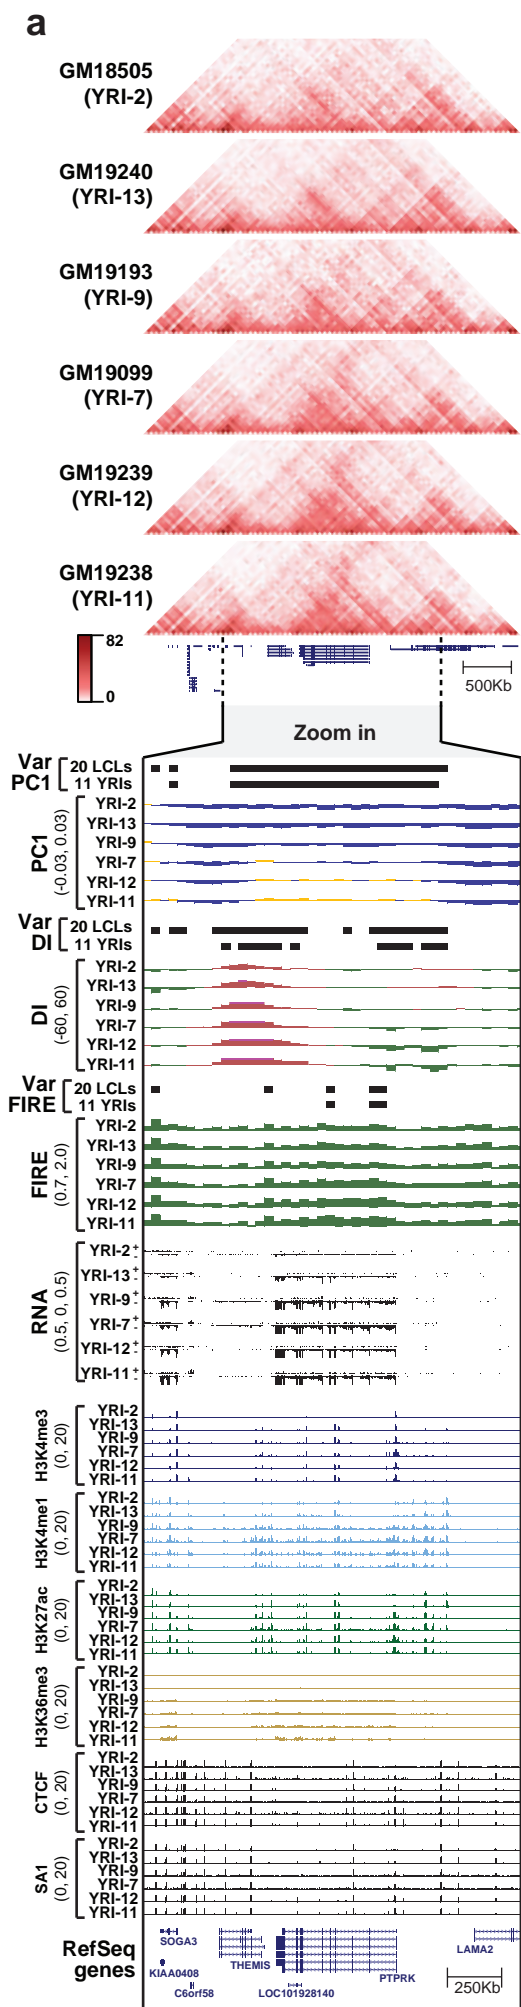 a
GM18505
(YRI-2)
GM19240
(YRI-13)
GM19193
(YRI-9)
GM19099
(YRI-7)
GM19239
(YRI-12)
GM19238
(YRI-11)
82
0
500Kb
Zoom in
Var PC1
20 LCLs
11 YRIs
PC1
(-0.03, 0.03)
YRI-2
YRI-13
YRI-9
YRI-7
YRI-12
YRI-11
Var DI
20 LCLs
11 YRIs
DI
(-60, 60)
YRI-2
YRI-13
YRI-9
YRI-7
YRI-12
YRI-11
Var FIRE
20 LCLs
11 YRIs
FIRE
(0.7, 2.0)
YRI-2
YRI-13
YRI-9
YRI-7
YRI-12
YRI-11
RNA
(0.5, 0, 0.5)
YRI-2 + -
YRI-13 + -
YRI-9 + -
YRI-7 + -
YRI-12 + -
YRI-11 + -
H3K4me3
(0, 20)
YRI-2
YRI-13
YRI-9
YRI-7
YRI-12
YRI-11
H3K4me1
(0, 20)
YRI-2
YRI-13
YRI-9
YRI-7
YRI-12
YRI-11
H3K27ac
(0, 20)
YRI-2
YRI-13
YRI-9
YRI-7
YRI-12
YRI-11
H3K36me3
(0, 20)
YRI-2
YRI-13
YRI-9
YRI-7
YRI-12
YRI-11
CTCF
(0, 20)
YRI-2
YRI-13
YRI-9
YRI-7
YRI-12
YRI-11
SA1
(0, 20)
YRI-2
YRI-13
YRI-9
YRI-7
YRI-12
YRI-11
RefSeq
genes
SOGA3
KIAA0408
C6orf58
THEMIS
LOC101928140
PTPRK
LAMA2
250Kb